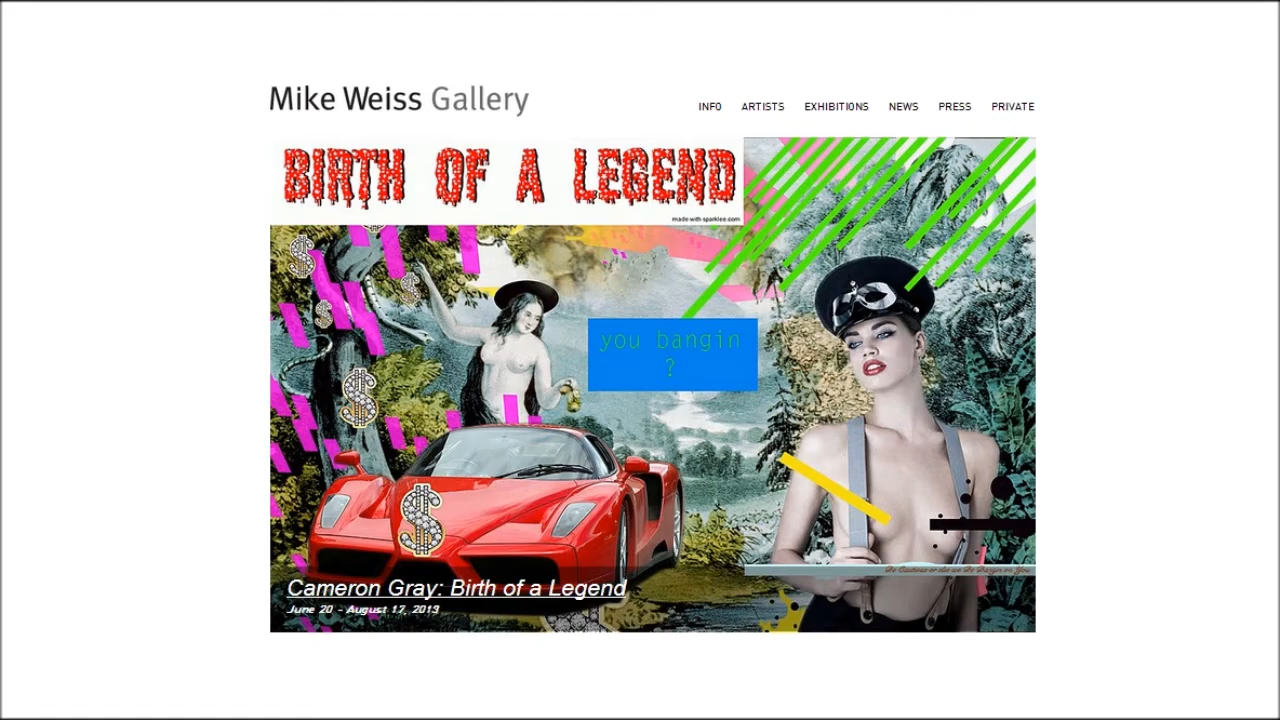 Mike Weiss Gallery
INFO ARTISTS EXHIBITIONS NEWS PRESS PRIVATE
BIRTH OF A LEGEND
made with sparklee.com
you bangin
?
Cameron Gray: Birth of a Legend
June 20 - August 17, 2013